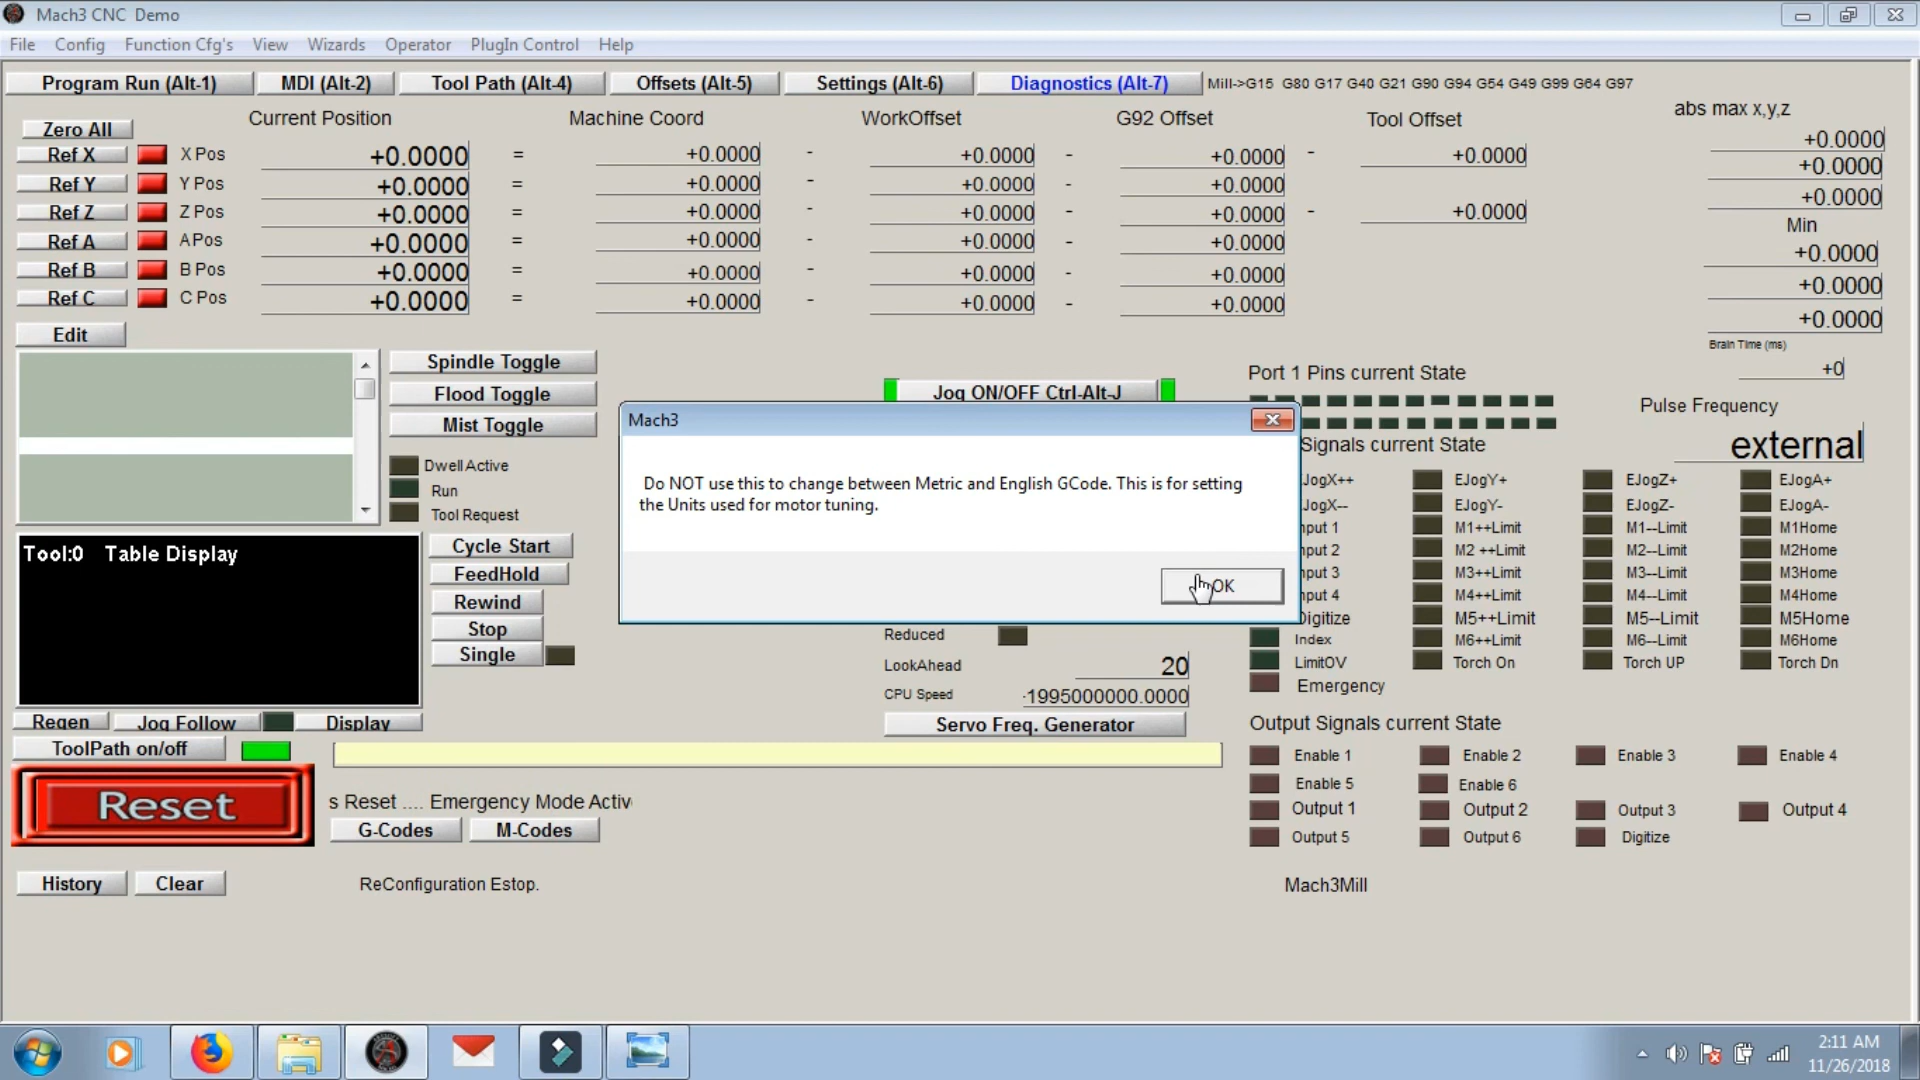 Mach3 CNC Demo
File Config Function Cfg's View Wizards Operator PlugIn Control Help
Program Run (Alt-1) MDI (Alt-2) Tool Path (Alt-4) Offsets (Alt-5) Settings (Alt-6) Diagnostics (Alt-7) Mill->G15 G80 G17 G40 G21 G90 G94 G54 G49 G99 G64 G97
Current Position Machine Coord WorkOffset G92 Offset Tool Offset abs max x,y,z
Zero All
+0.0000
Ref X X Pos +0.0000 = +0.0000 - +0.0000 - +0.0000 - +0.0000
+0.0000
Ref Y Y Pos +0.0000 = +0.0000 - +0.0000 - +0.0000
+0.0000
Ref Z Z Pos +0.0000 = +0.0000 - +0.0000 - +0.0000 - +0.0000
Min
Ref A A Pos +0.0000 = +0.0000 - +0.0000 - +0.0000
+0.0000
Ref B B Pos +0.0000 = +0.0000 - +0.0000 - +0.0000
+0.0000
Ref C C Pos +0.0000 = +0.0000 - +0.0000 - +0.0000
+0.0000
Edit
Brain Time (ms)
+0
Spindle Toggle
Flood Toggle
Mist Toggle
Dwell Active
Run
Tool Request
Jog ON/OFF Ctrl-Alt-J
Port 1 Pins current State
Pulse Frequency
external
Signals current State
Mach3
Do NOT use this to change between Metric and English GCode. This is for setting
the Units used for motor tuning.
OK
JogX++ EJogY+ EJogZ+ EJogA+
JogX-- EJogY- EJogZ- EJogA-
nput 1 M1++Limit M1--Limit M1Home
nput 2 M2 ++Limit M2--Limit M2Home
nput 3 M3++Limit M3--Limit M3Home
nput 4 M4++Limit M4--Limit M4Home
Digitize M5++Limit M5--Limit M5Home
Index M6++Limit M6--Limit M6Home
LimitOV Torch On Torch UP Torch Dn
Emergency
Tool:0 Table Display
Cycle Start
FeedHold
Rewind
Stop
Single
Reduced
LookAhead 20
CPU Speed -1995000000.0000
Servo Freq. Generator
Regen Jog Follow Display
ToolPath on/off
Output Signals current State
Enable 1 Enable 2 Enable 3 Enable 4
Enable 5 Enable 6
Output 1 Output 2 Output 3 Output 4
Output 5 Output 6 Digitize
Reset
s Reset .... Emergency Mode Activ
G-Codes M-Codes
History Clear ReConfiguration Estop. Mach3Mill
2:11 AM
11/26/2018